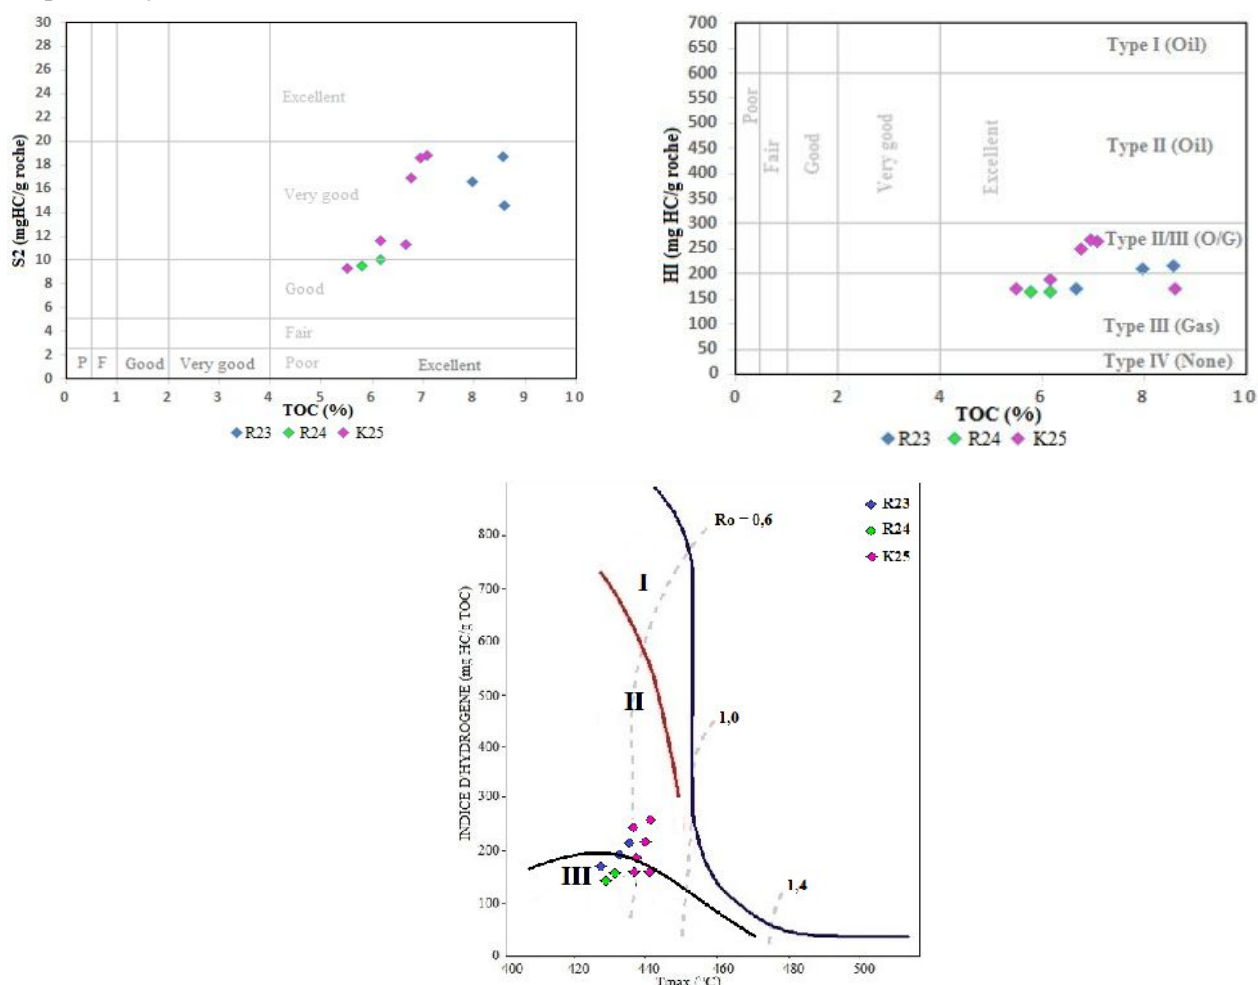 30
28
26
24
22
20
18
16
14
12
10
8
6
4
2
0
S2 (mgHC/g roche)
Excellent
Very good
Good
Fair
P F Good Very good Poor Excellent
0 1 2 3 4 5 6 7 8 9 10
TOC (%)
R23 R24 K25
700
650
600
550
500
450
400
350
300
250
200
150
100
50
0
HI (mg HC/g roche)
Poor
Fair
Good
Very good
Excellent
Type I (Oil)
Type II (Oil)
Type II/III (O/G)
Type III (Gas)
Type IV (None)
0 2 4 6 8 10
TOC (%)
R23 R24 K25
INDICE D'HYDROGENE (mg HC/g TOC)
800
700
600
500
400
300
200
100
0
I
II
III
Ro = 0,6
1,0
1,4
R23
R24
K25
400 420 440 460 480 500
Tmax (°C)